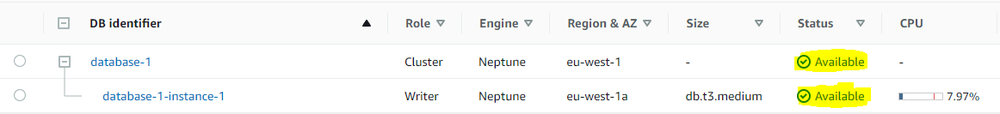 DB identifier Role Engine Region & AZ Size Status CPU
database-1 Cluster Neptune eu-west-1 - Available -
database-1-instance-1 Writer Neptune eu-west-1a db.t3.medium Available 7.97%